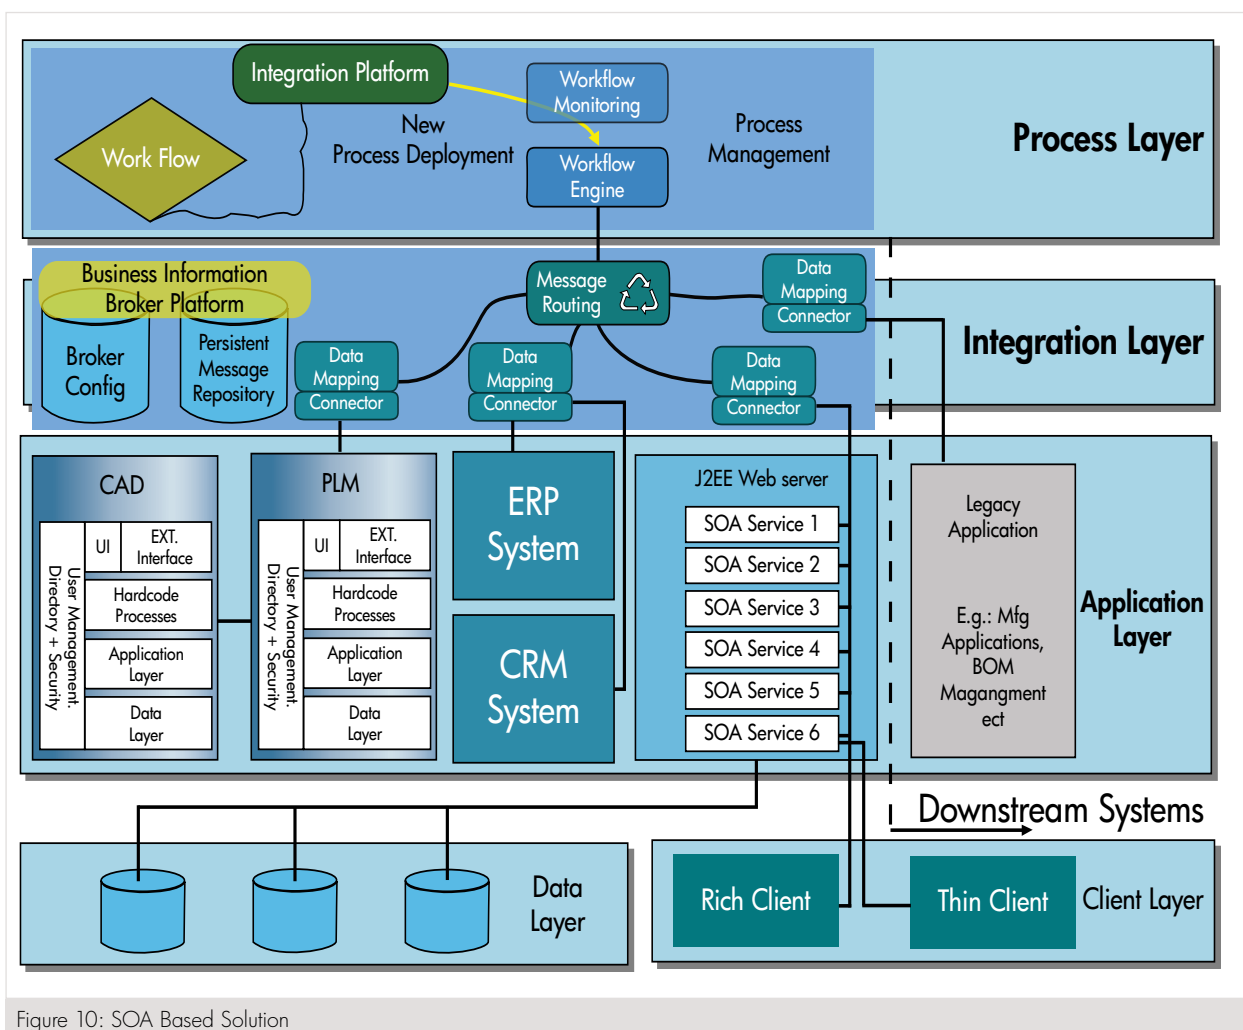 Integration Platform
Workflow
Monitoring
New
Process Deployment
Process
Management
Process Layer
Work Flow
Workflow
Engine
Business Information
Broker Platform
Message
Routing
Data
Mapping
Connector
Integration Layer
Broker
Config
Persistent
Message
Repository
Data
Mapping
Connector
Data
Mapping
Connector
Data
Mapping
Connector
CAD
User Management.
Directory + Security
UI
EXT.
Interface
Hardcode
Processes
Application
Layer
Data
Layer
PLM
User Management.
Directory + Security
UI
EXT.
Interface
Hardcode
Processes
Application
Layer
Data
Layer
ERP
System
CRM
System
J2EE Web server
SOA Service 1
SOA Service 2
SOA Service 3
SOA Service 4
SOA Service 5
SOA Service 6
Legacy
Application
E.g.: Mfg
Applications,
BOM
Magangment
ect
Application
Layer
Downstream Systems
Data
Layer
Rich Client
Thin Client
Client Layer
Figure 10: SOA Based Solution